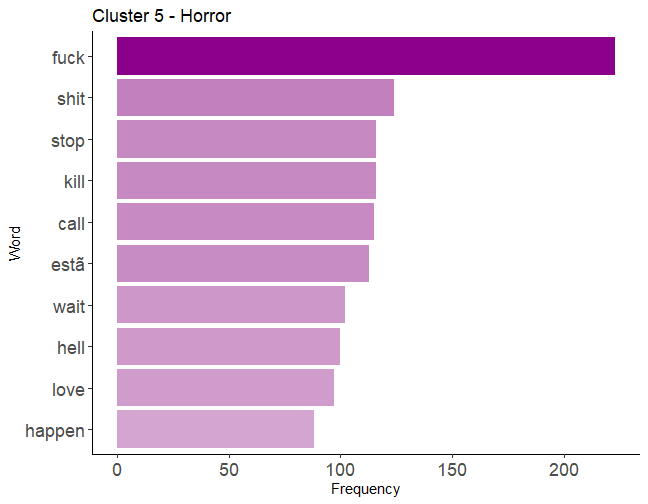 Cluster 5 - Horror
fuck
shit
stop
kill
call
estã
wait
hell
love
happen
Word
0 50 100 150 200
Frequency